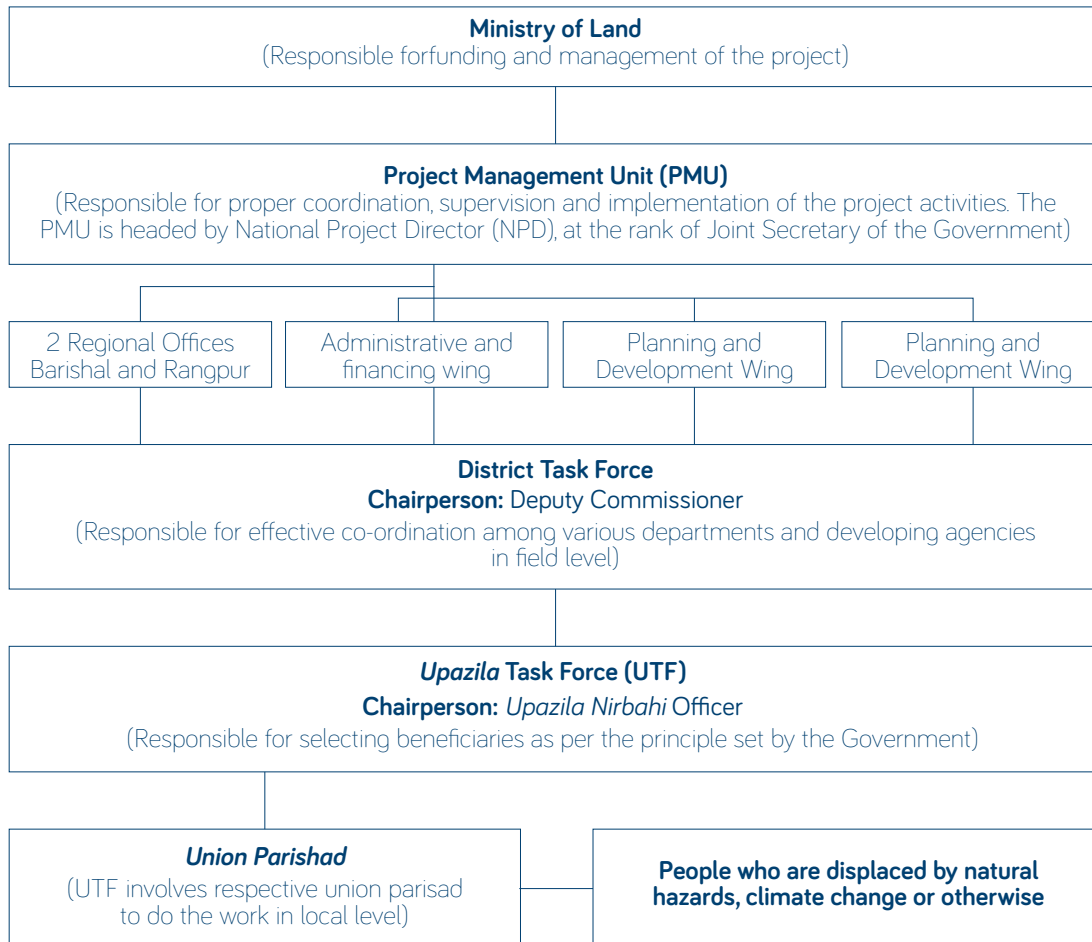 Ministry of Land
(Responsible forfunding and management of the project)
Project Management Unit (PMU)
(Responsible for proper coordination, supervision and implementation of the project activities. The
PMU is headed by National Project Director (NPD), at the rank of Joint Secretary of the Government)
2 Regional Offices
Barishal and Rangpur
Administrative and
financing wing
Planning and
Development Wing
Planning and
Development Wing
District Task Force
Chairperson: Deputy Commissioner
(Responsible for effective co-ordination among various departments and developing agencies
in field level)
Upazila Task Force (UTF)
Chairperson: Upazila Nirbahi Officer
(Responsible for selecting beneficiaries as per the principle set by the Government)
Union Parishad
(UTF involves respective union parisad
to do the work in local level)
People who are displaced by natural
hazards, climate change or otherwise